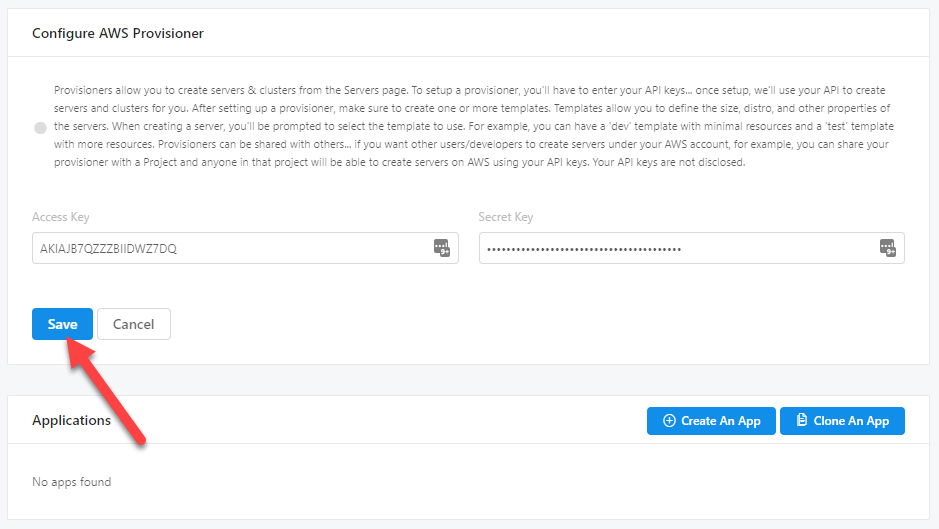 Configure AWS Provisioner
Provisioners allow you to create servers & clusters from the Servers page. To setup a provisioner, you'll have to enter your API keys... once setup, we'll use your API to create
servers and clusters for you. After setting up a provisioner, make sure to create one or more templates. Templates allow you to define the size, distro, and other properties of
the servers. When creating a server, you'll be prompted to select the template to use. For example, you can have a 'dev' template with minimal resources and a 'test' template
with more resources. Provisioners can be shared with others... if you want other users/developers to create servers under your AWS account, for example, you can share your
provisioner with a Project and anyone in that project will be able to create servers on AWS using your API keys. Your API keys are not disclosed.
Access Key
Secret Key
AKIAJB7QZZZBIIDWZ7DQ
9+
•••••••••••••••••••••••••••••••••••••••
9+
Save
Cancel
Applications
Create An App
Clone An App
No apps found